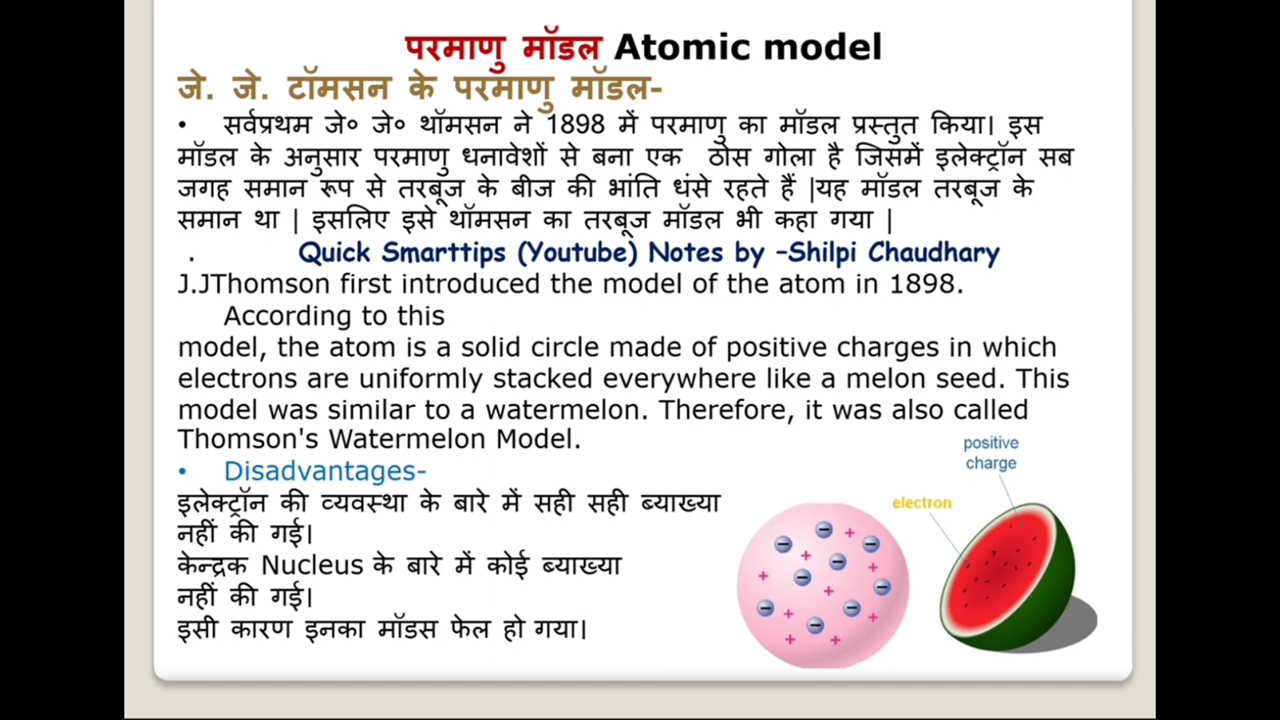 परमाणु मॉडल Atomic model
जे. जे. टॉमसन के परमाणु मॉडल-
• सर्वप्रथम जे० जे० थॉमसन ने 1898 में परमाणु का मॉडल प्रस्तुत किया। इस
मॉडल के अनुसार परमाणु धनावेशों से बना एक ठोस गोला है जिसमें इलेक्ट्रॉन सब
जगह समान रूप से तरबूज के बीज की भांति धंसे रहते हैं |यह मॉडल तरबूज के
समान था | इसलिए इसे थॉमसन का तरबूज मॉडल भी कहा गया |
. Quick Smarttips (Youtube) Notes by –Shilpi Chaudhary
J.JThomson first introduced the model of the atom in 1898.
According to this
model, the atom is a solid circle made of positive charges in which
electrons are uniformly stacked everywhere like a melon seed. This
model was similar to a watermelon. Therefore, it was also called
Thomson's Watermelon Model.
• Disadvantages-
इलेक्ट्रॉन की व्यवस्था के बारे में सही सही ब्याख्या
नहीं की गई।
केन्द्रक Nucleus के बारे में कोई ब्याख्या
नहीं की गई।
इसी कारण इनका मॉडस फेल हो गया।
positive
charge
electron